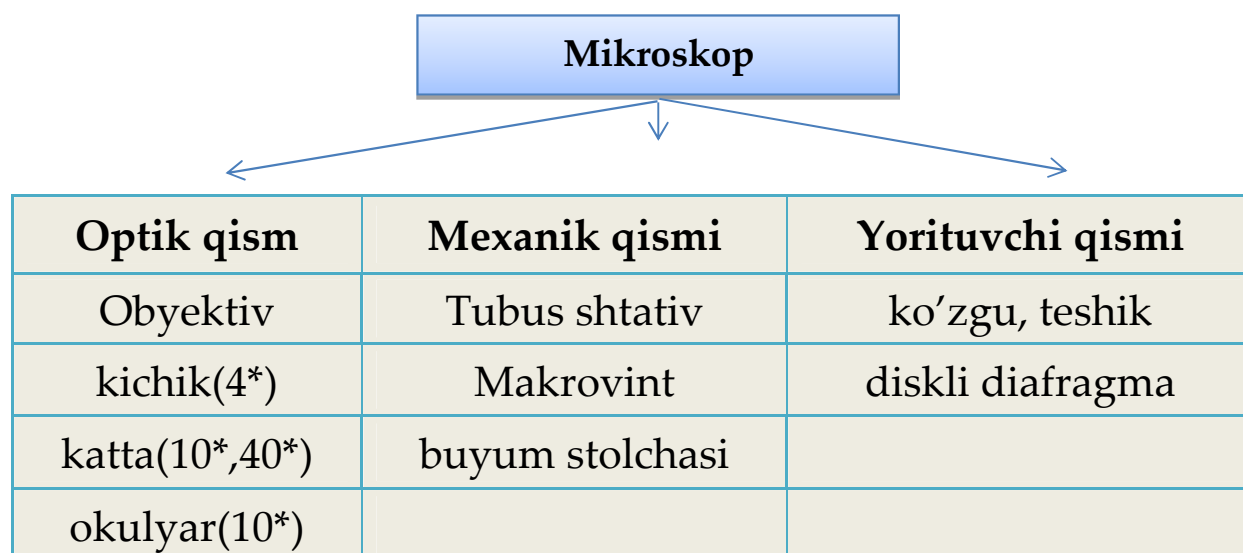 Mikroskop
Optik qism Mexanik qismi Yorituvchi qismi
Obyektiv Tubus shtativ ko’zgu, teshik
kichik(4*) Makrovint diskli diafragma
katta(10*,40*) buyum stolchasi
okulyar(10*)